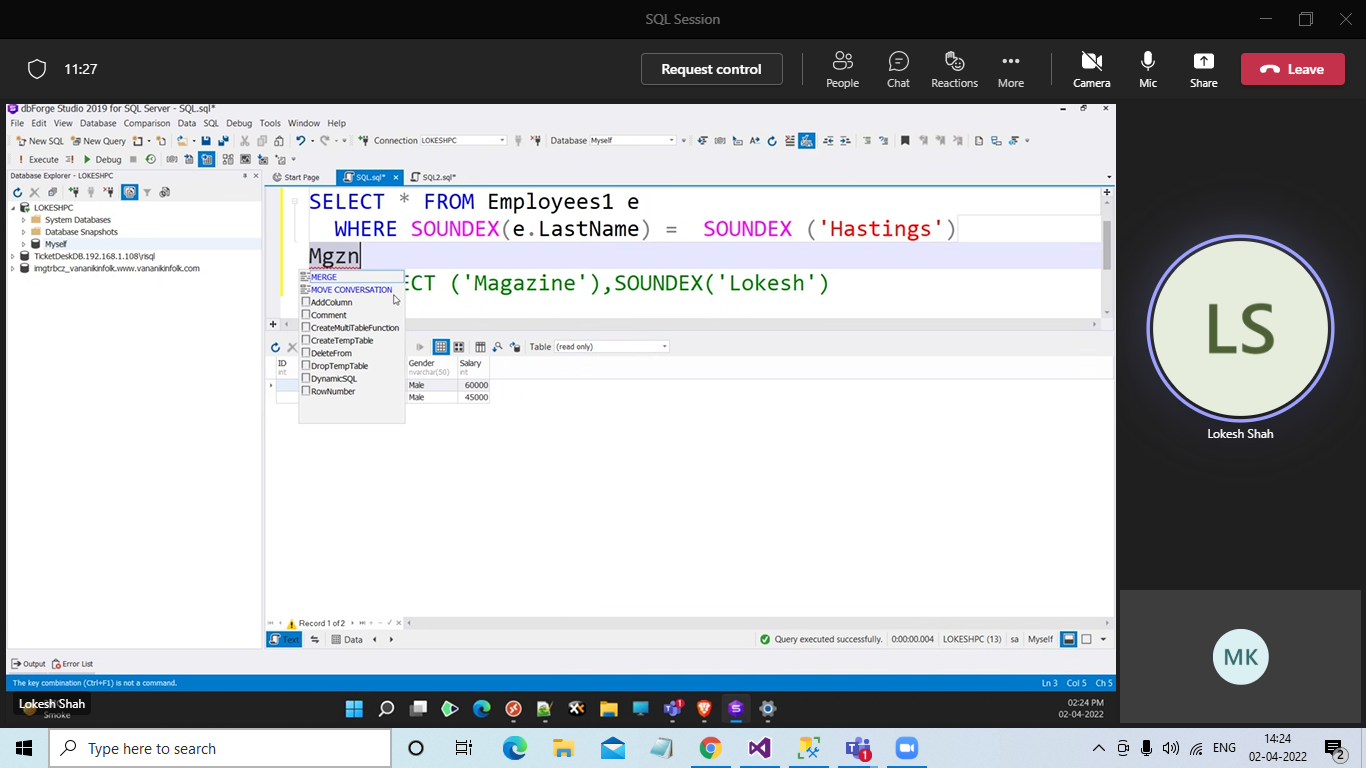 SQL Session
11:27
Request control
People
Chat
Reactions
More
Camera
Mic
Share
Leave
dbForge Studio 2019 for SQL Server - SQL.sql*
File Edit View Database Comparison Data SQL Debug Tools Window Help
New SQL New Query Connection LOKESHPC Database Myself
Execute Debug
Database Explorer - LOKESHPC
Start Page SQL.sql* SQL2.sql*
LOKESHPC
System Databases
Database Snapshots
Myself
TicketDeskDB.192.168.1.108\rlsql
imgtrbcz_vananikinfolk.www.vananikinfolk.com
SELECT * FROM Employees1 e
WHERE SOUNDEX(e.LastName) = SOUNDEX ('Hastings')
Mgzn
ECT ('Magazine'),SOUNDEX('Lokesh')
MERGE
MOVE CONVERSATION
AddColumn
Comment
CreateMultiTableFunction
CreateTempTable
DeleteFrom
DropTempTable
DynamicSQL
RowNumber
Table (read only)
ID Gender Salary
int nvarchar(50) int
Male 60000
Male 45000
Record 1 of 2
Text Data
Query executed successfully. 0:00:00.004 LOKESHPC (13) sa Myself
Output Error List
The key combination (Ctrl+F1) is not a command.
Ln 3 Col 5 Ch 5
Lokesh Shah
Smoke
02:24 PM
02-04-2022
LS
Lokesh Shah
MK
Type here to search
ENG
14:24
02-04-2022